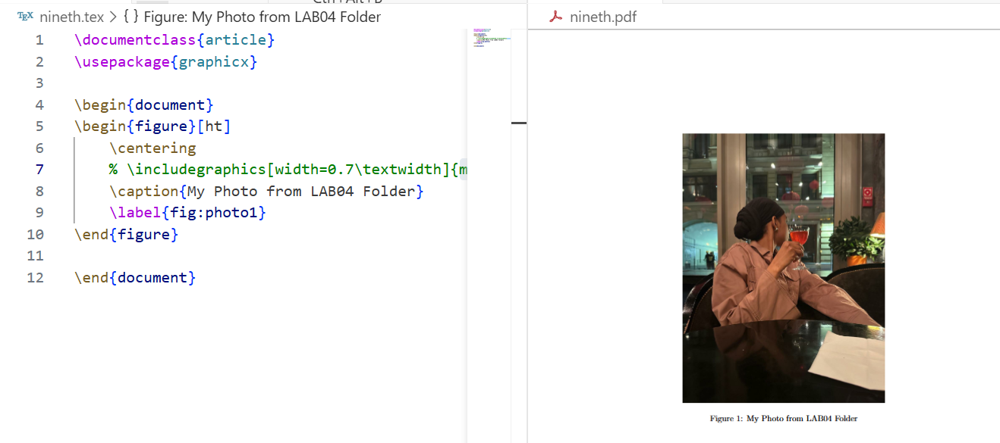 nineth.tex > {} Figure: My Photo from LAB04 Folder
1 \documentclass{article}
2 \usepackage{graphicx}
3
4 \begin{document}
5 \begin{figure}[ht]
6 \centering
7 % \includegraphics[width=0.7\textwidth]{m
8 \caption{My Photo from LAB04 Folder}
9 \label{fig:photo1}
10 \end{figure}
11
12 \end{document}
nineth.pdf
Figure 1: My Photo from LAB04 Folder